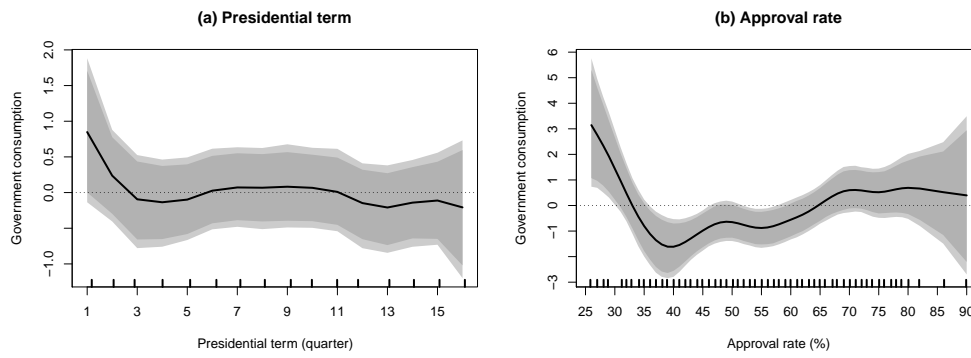 (a) Presidential term
Government consumption
2.0
1.5
1.0
0.5
0.0
−1.0
1 3 5 7 9 11 13 15
Presidential term (quarter)
(b) Approval rate
Government consumption
6
5
4
3
2
1
0
−1
−3
25 30 35 40 45 50 55 60 65 70 75 80 85 90
Approval rate (%)